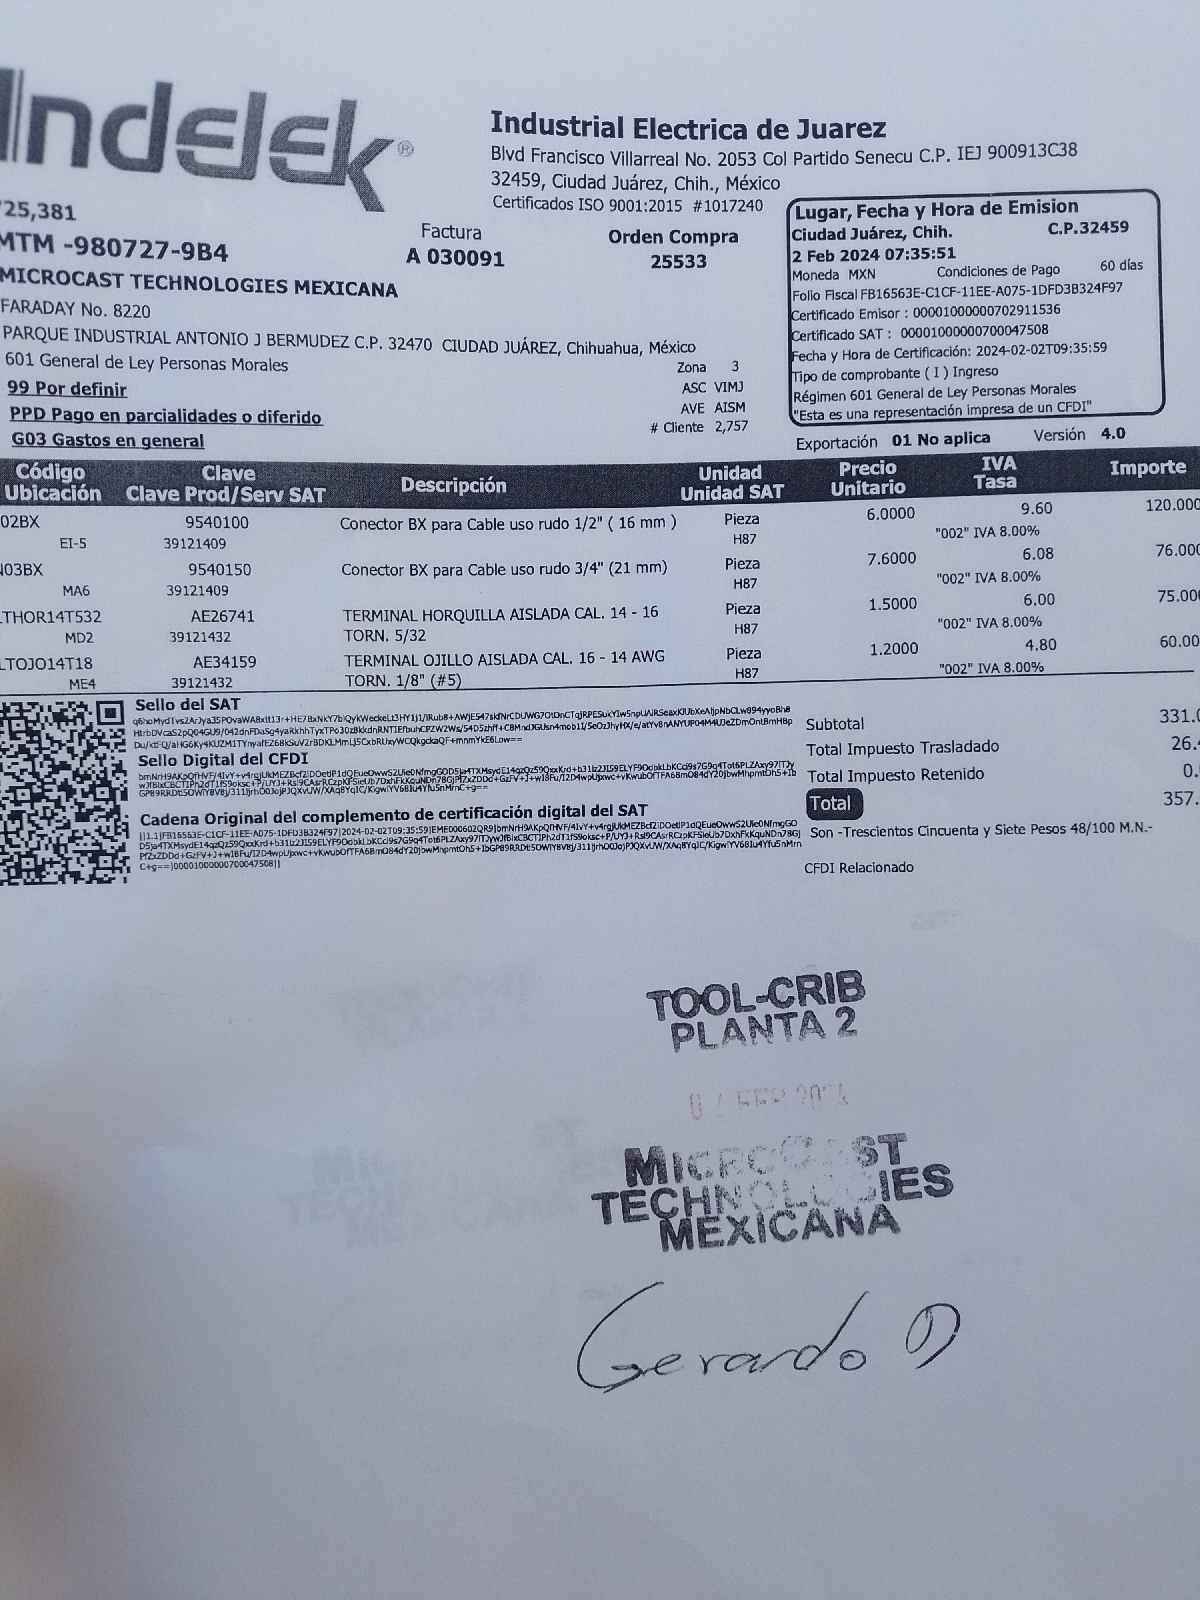 Indelek®
Industrial Electrica de Juarez
Blvd Francisco Villarreal No. 2053 Col Partido Senecu C.P. IEJ 900913C38
32459, Ciudad Juárez, Chih., México
Certificados ISO 9001:2015 #1017240
725,381
MTM -980727-9B4
Factura
A 030091
Orden Compra
25533
MICROCAST TECHNOLOGIES MEXICANA
FARADAY No. 8220
PARQUE INDUSTRIAL ANTONIO J BERMUDEZ C.P. 32470 CIUDAD JUÁREZ, Chihuahua, México
601 General de Ley Personas Morales
99 Por definir
PPD Pago en parcialidades o diferido
G03 Gastos en general
Zona 3
ASC VIMJ
AVE AISM
# Cliente 2,757
Lugar, Fecha y Hora de Emision
Ciudad Juárez, Chih. C.P.32459
2 Feb 2024 07:35:51
Moneda MXN Condiciones de Pago 60 días
Folio Fiscal FB16563E-C1CF-11EE-A075-1DFD3B324F97
Certificado Emisor : 00001000000702911536
Certificado SAT : 00001000000700047508
Fecha y Hora de Certificación: 2024-02-02T09:35:59
Tipo de comprobante ( I ) Ingreso
Régimen 601 General de Ley Personas Morales
"Esta es una representación impresa de un CFDI"
Exportación 01 No aplica Versión 4.0
Código Clave Descripción Unidad Precio IVA Importe
Ubicación Clave Prod/Serv SAT Unidad SAT Unitario Tasa
02BX 9540100 Conector BX para Cable uso rudo 1/2" ( 16 mm ) Pieza 6.0000 9.60 120.000
EI-5 39121409 H87 "002" IVA 8.00%
03BX 9540150 Conector BX para Cable uso rudo 3/4" (21 mm) Pieza 7.6000 6.08 76.000
MA6 39121409 H87 "002" IVA 8.00%
LTHOR14T532 AE26741 TERMINAL HORQUILLA AISLADA CAL. 14 - 16 Pieza 1.5000 6.00 75.000
MD2 39121432 TORN. 5/32 H87 "002" IVA 8.00%
LTOJO14T18 AE34159 TERMINAL OJILLO AISLADA CAL. 16 - 14 AWG Pieza 1.2000 4.80 60.00
ME4 39121432 TORN. 1/8" (#5) H87 "002" IVA 8.00%
Sello del SAT
Sello Digital del CFDI
Cadena Original del complemento de certificación digital del SAT
C+g==|00001000000700047508||
Subtotal 331.0
Total Impuesto Trasladado 26.4
Total Impuesto Retenido 0.
Total 357.
Son -Trescientos Cincuenta y Siete Pesos 48/100 M.N.-
CFDI Relacionado
TOOL-CRIB
PLANTA 2
FEB 2024
MICROCAST
TECHNOLOGIES
MEXICANA
Gerardo D